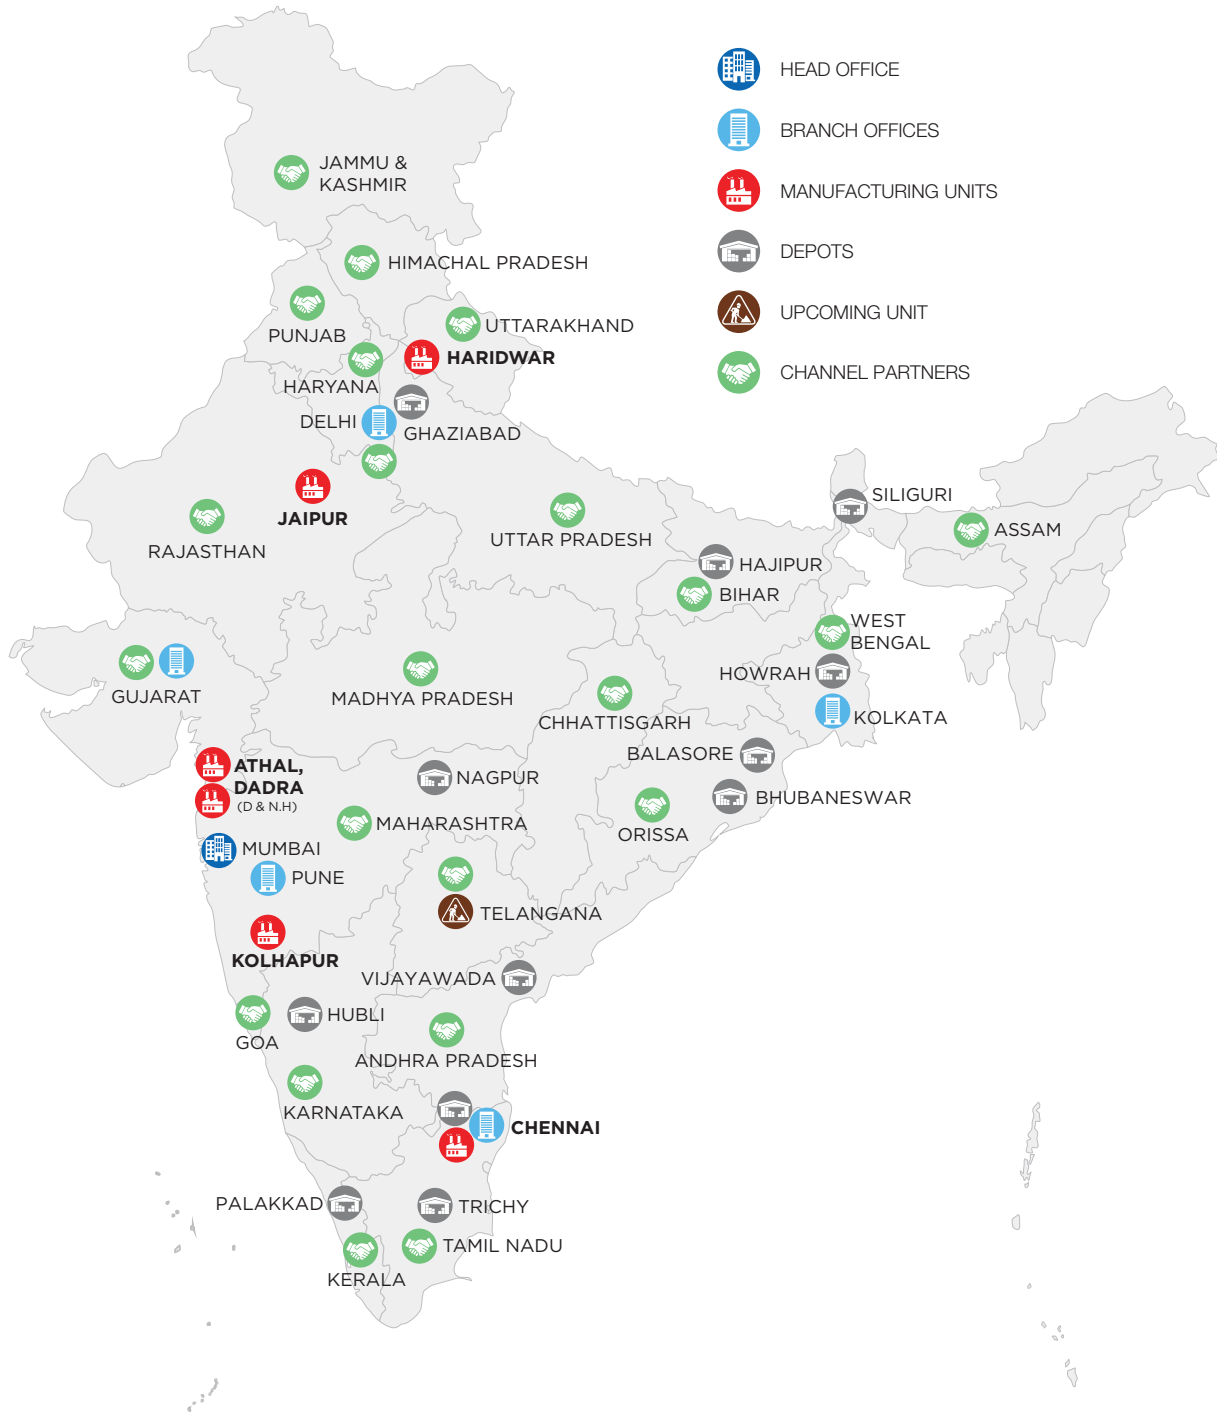 HEAD OFFICE
BRANCH OFFICES
MANUFACTURING UNITS
DEPOTS
UPCOMING UNIT
CHANNEL PARTNERS
JAMMU &
KASHMIR
HIMACHAL PRADESH
PUNJAB
UTTARAKHAND
HARIDWAR
HARYANA
DELHI
GHAZIABAD
JAIPUR
RAJASTHAN
UTTAR PRADESH
SILIGURI
ASSAM
HAJIPUR
BIHAR
WEST
BENGAL
HOWRAH
KOLKATA
GUJARAT
MADHYA PRADESH
CHHATTISGARH
BALASORE
BHUBANESWAR
ORISSA
ATHAL,
DADRA
(D & N.H)
NAGPUR
MAHARASHTRA
MUMBAI
PUNE
TELANGANA
KOLHAPUR
VIJAYAWADA
HUBLI
GOA
ANDHRA PRADESH
KARNATAKA
CHENNAI
PALAKKAD
TRICHY
TAMIL NADU
KERALA